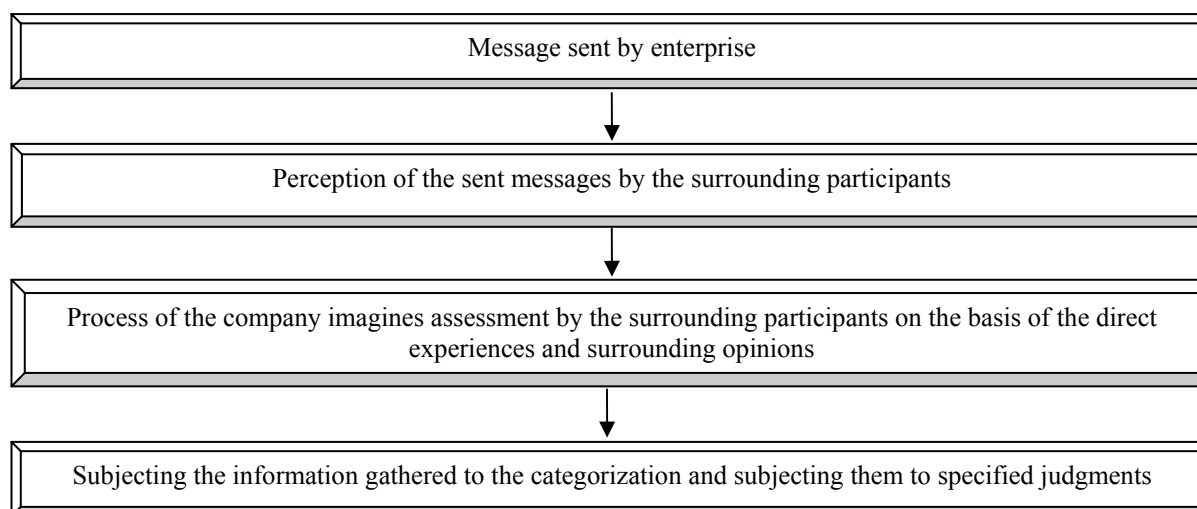 Message sent by enterprise
Perception of the sent messages by the surrounding participants
Process of the company imagines assessment by the surrounding participants on the basis of the direct
experiences and surrounding opinions
Subjecting the information gathered to the categorization and subjecting them to specified judgments